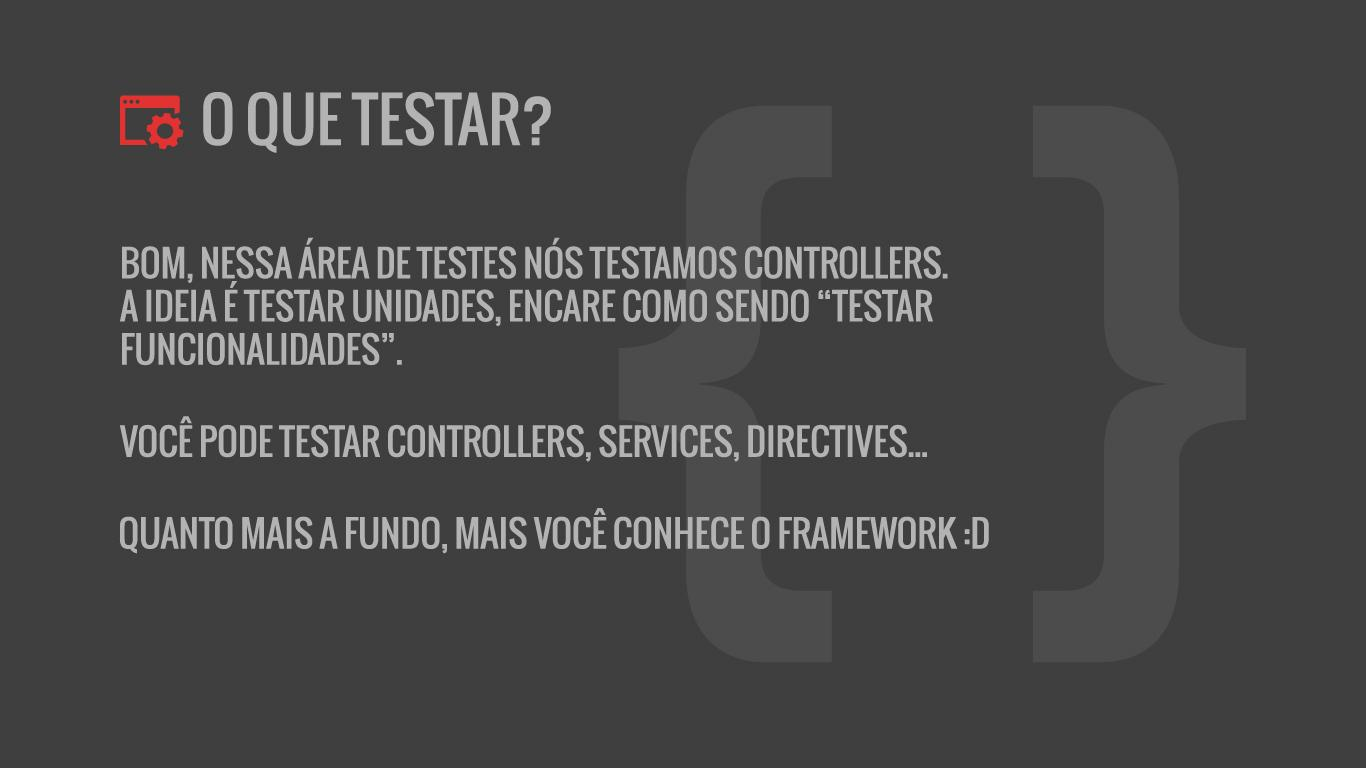 O QUE TESTAR?
BOM, NESSA ÁREA DE TESTES NÓS TESTAMOS CONTROLLERS.
A IDEIA É TESTAR UNIDADES, ENCARE COMO SENDO “TESTAR
FUNCIONALIDADES”.
VOCÊ PODE TESTAR CONTROLLERS, SERVICES, DIRECTIVES...
QUANTO MAIS A FUNDO, MAIS VOCÊ CONHECE O FRAMEWORK :D